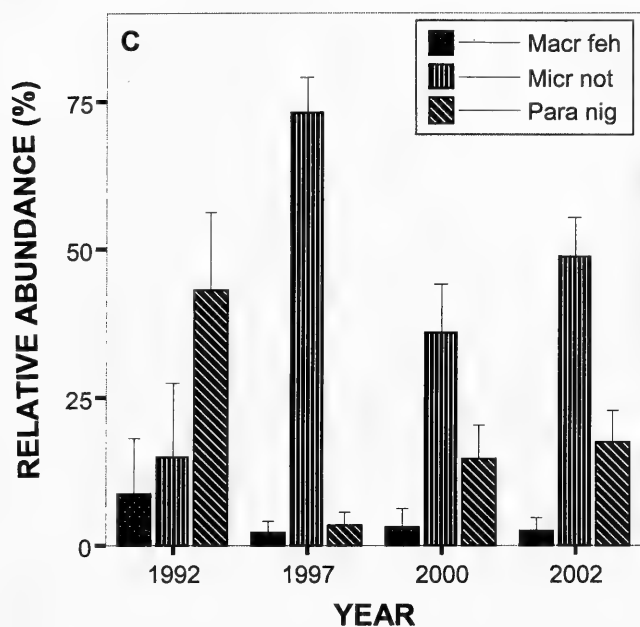 C
Macr feh
Micr not
Para nig
RELATIVE ABUNDANCE (%)
75
50
25
0
1992 1997 2000 2002
YEAR